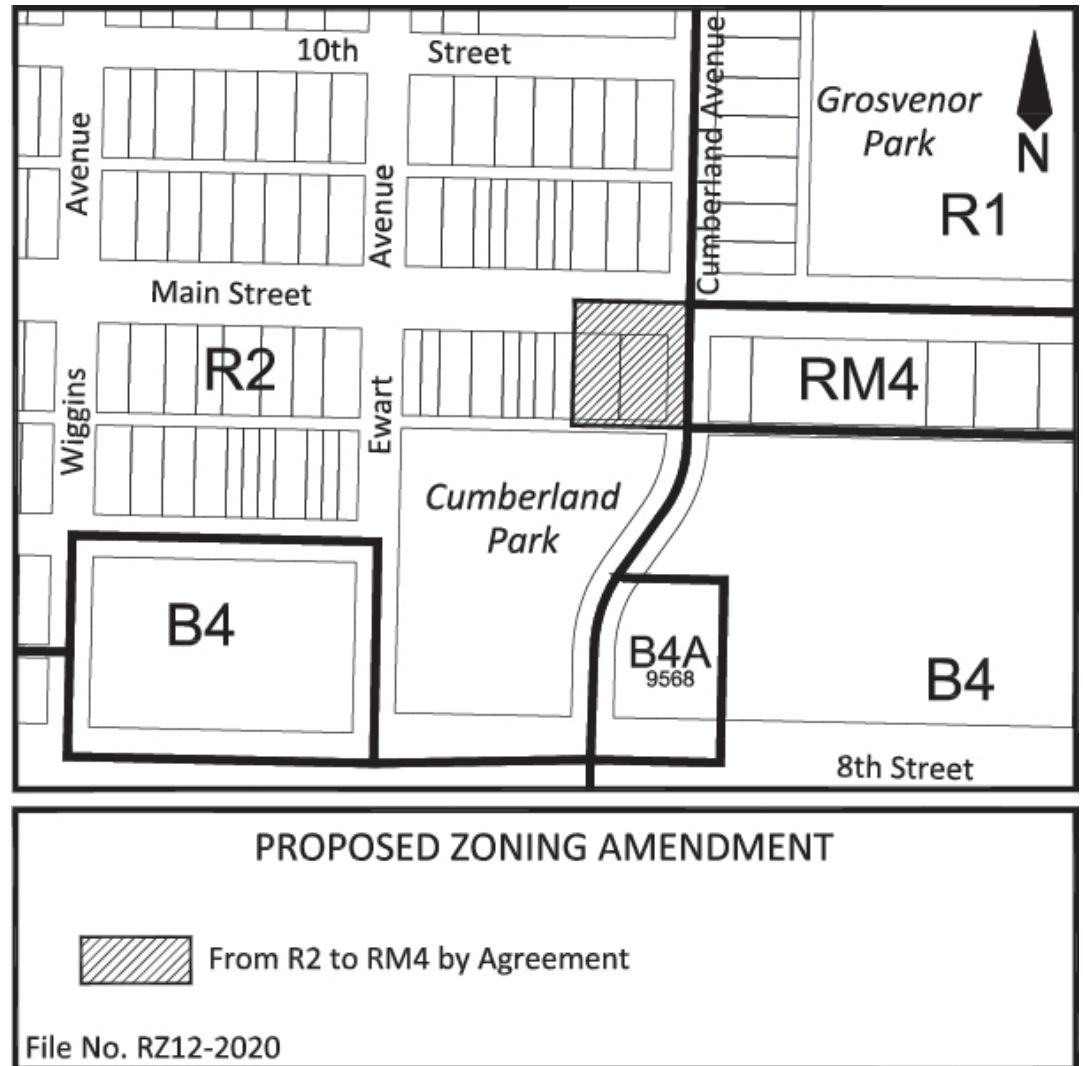 10th Street
Cumberland Avenue
Grosvenor
Park
N
Avenue
Avenue
R1
Main Street
R2
RM4
Wiggins
Ewart
Cumberland
Park
B4
B4A
9568
B4
8th Street
PROPOSED ZONING AMENDMENT
From R2 to RM4 by Agreement
File No. RZ12-2020